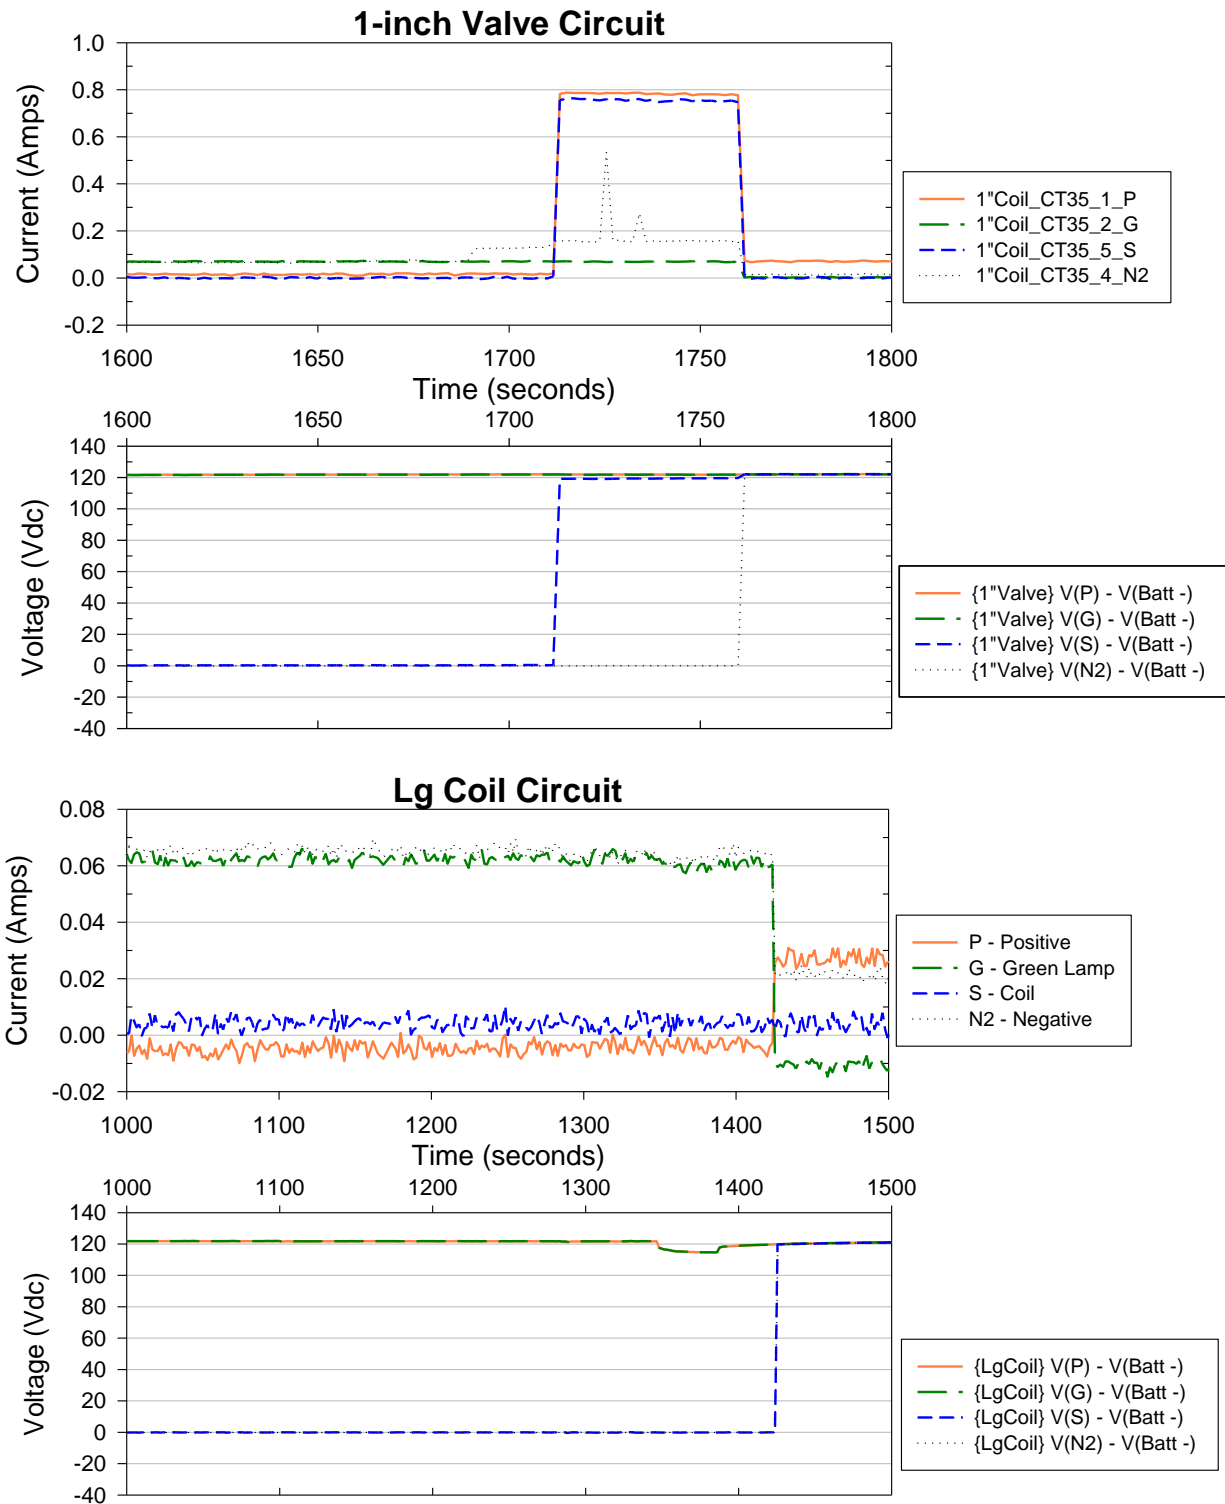 1-inch Valve Circuit
Current (Amps)
1.0
0.8
0.6
0.4
0.2
0.0
-0.2
1600 1650 1700 1750 1800
Time (seconds)
1"Coil_CT35_1_P
1"Coil_CT35_2_G
1"Coil_CT35_5_S
1"Coil_CT35_4_N2
1600 1650 1700 1750 1800
Voltage (Vdc)
140
120
100
80
60
40
20
0
-20
-40
{1"Valve} V(P) - V(Batt -)
{1"Valve} V(G) - V(Batt -)
{1"Valve} V(S) - V(Batt -)
{1"Valve} V(N2) - V(Batt -)
Lg Coil Circuit
Current (Amps)
0.08
0.06
0.04
0.02
0.00
-0.02
1000 1100 1200 1300 1400 1500
Time (seconds)
P - Positive
G - Green Lamp
S - Coil
N2 - Negative
1000 1100 1200 1300 1400 1500
Voltage (Vdc)
140
120
100
80
60
40
20
0
-20
-40
{LgCoil} V(P) - V(Batt -)
{LgCoil} V(G) - V(Batt -)
{LgCoil} V(S) - V(Batt -)
{LgCoil} V(N2) - V(Batt -)